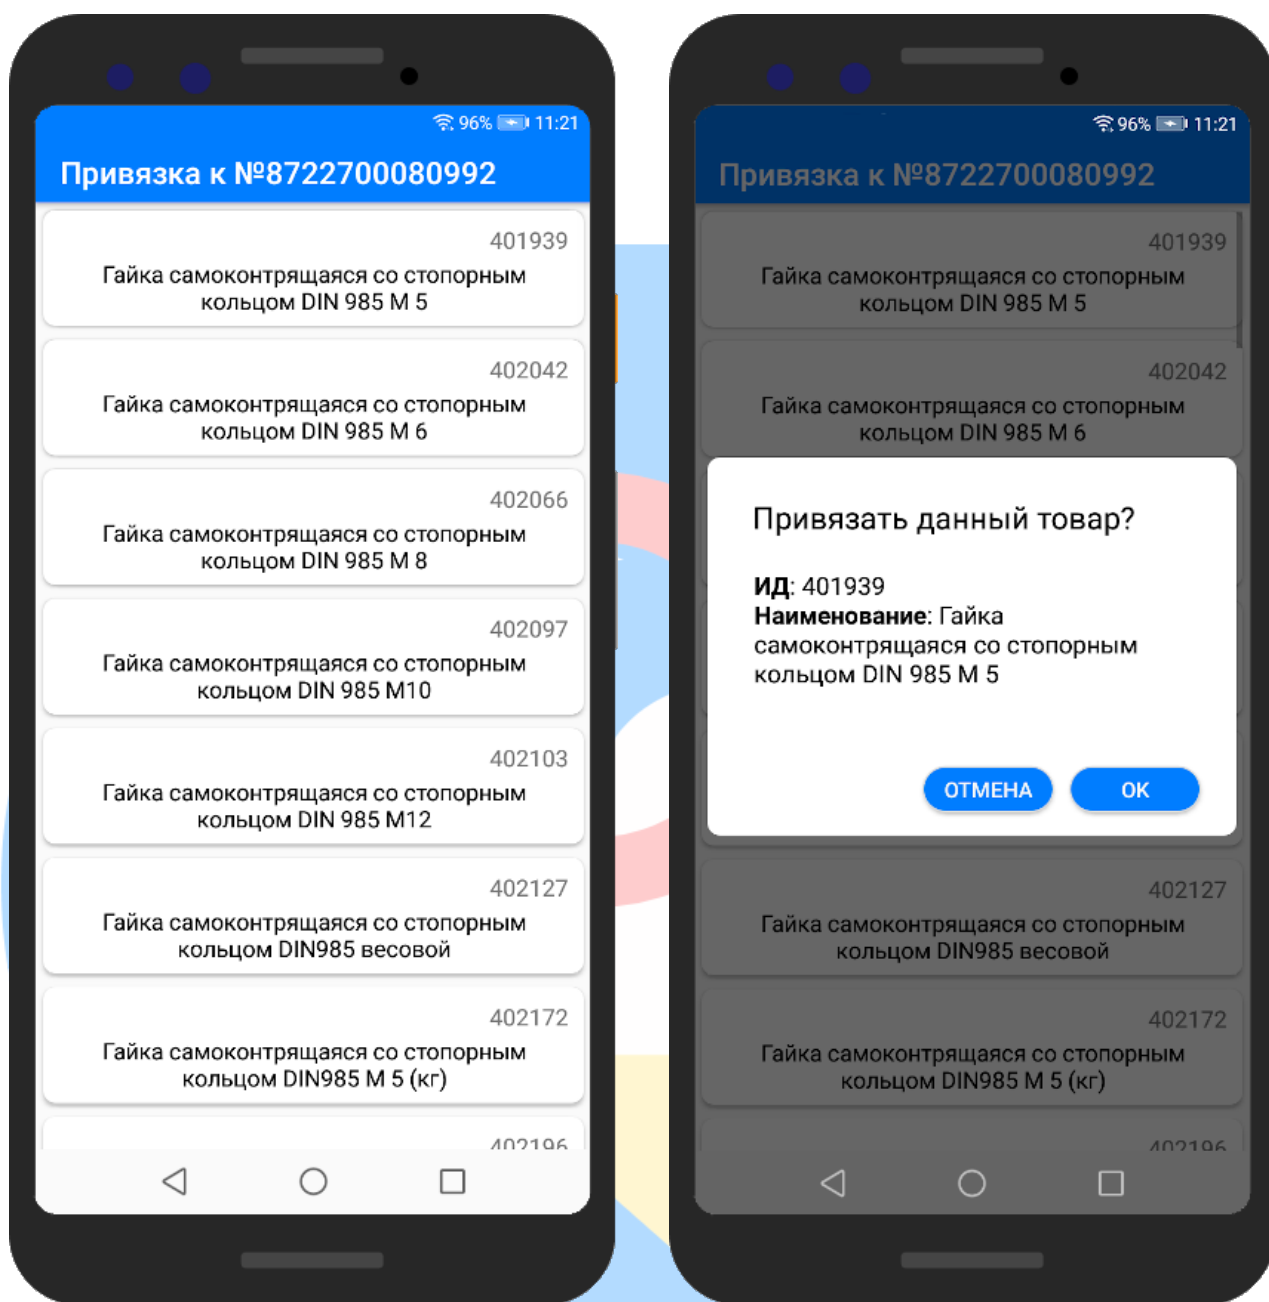 96% 11:21
Привязка к №8722700080992
401939
Гайка самоконтрящаяся со стопорным
кольцом DIN 985 М 5
402042
Гайка самоконтрящаяся со стопорным
кольцом DIN 985 М 6
402066
Гайка самоконтрящаяся со стопорным
кольцом DIN 985 М 8
402097
Гайка самоконтрящаяся со стопорным
кольцом DIN 985 М10
402103
Гайка самоконтрящаяся со стопорным
кольцом DIN 985 М12
402127
Гайка самоконтрящаяся со стопорным
кольцом DIN985 весовой
402172
Гайка самоконтрящаяся со стопорным
кольцом DIN985 М 5 (кг)
402196
96% 11:21
Привязка к №8722700080992
401939
Гайка самоконтрящаяся со стопорным
кольцом DIN 985 М 5
402042
Гайка самоконтрящаяся со стопорным
кольцом DIN 985 М 6
Привязать данный товар?
ИД: 401939
Наименование: Гайка
самоконтрящаяся со стопорным
кольцом DIN 985 М 5
ОТМЕНА ОК
402127
Гайка самоконтрящаяся со стопорным
кольцом DIN985 весовой
402172
Гайка самоконтрящаяся со стопорным
кольцом DIN985 М 5 (кг)
402196